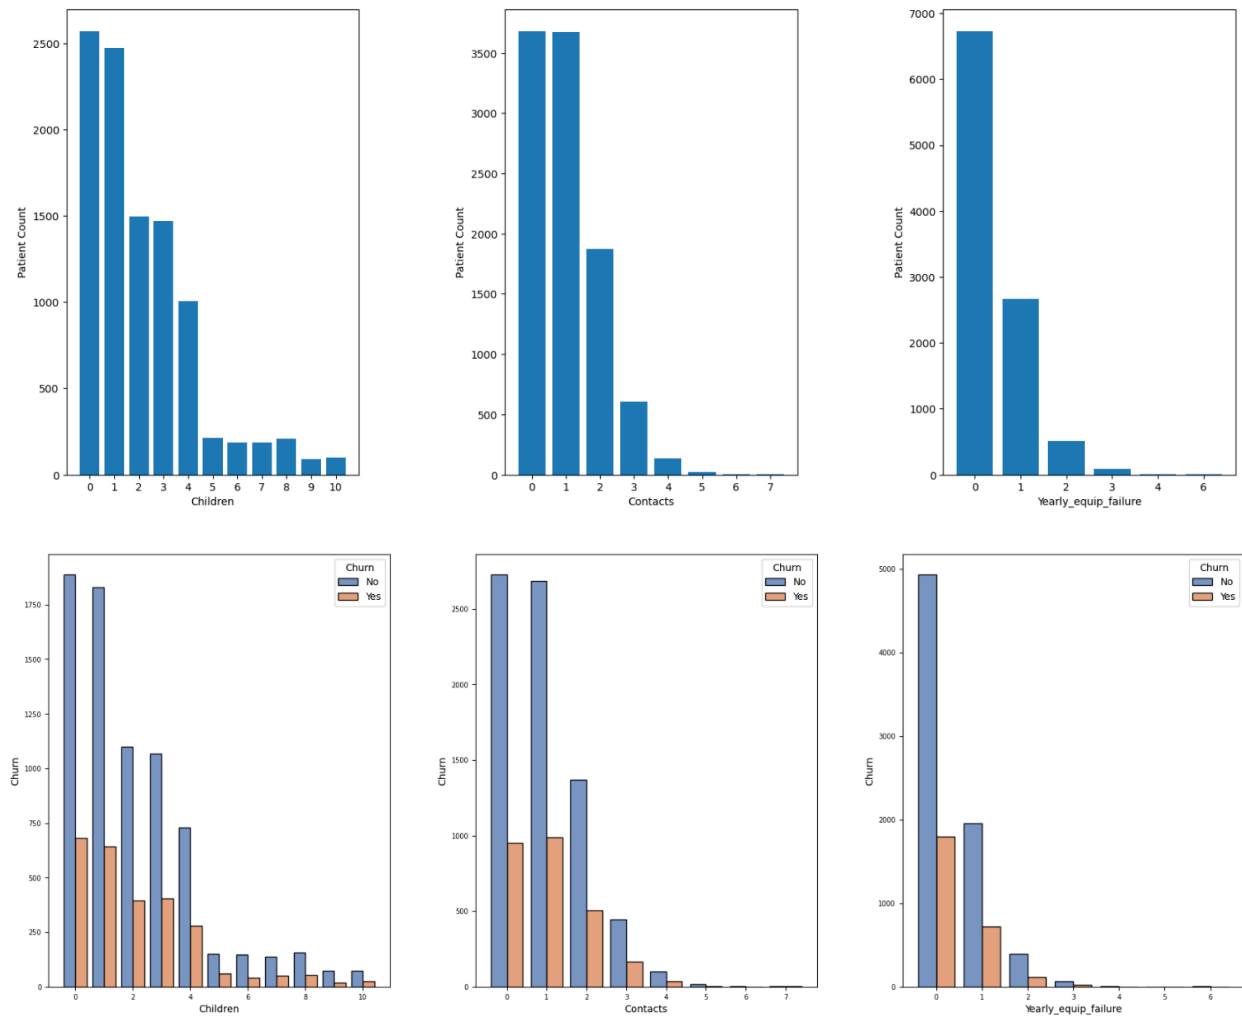 Patient Count
2500
2000
1500
1000
500
0
0 1 2 3 4 5 6 7 8 9 10
Children
Patient Count
3500
3000
2500
2000
1500
1000
500
0
0 1 2 3 4 5 6 7
Contacts
Patient Count
7000
6000
5000
4000
3000
2000
1000
0
0 1 2 3 4 6
Yearly_equip_failure
Churn
No
Yes
Churn
1750
1500
1250
1000
750
500
250
0
0 2 4 6 8 10
Children
Churn
No
Yes
Churn
2500
2000
1500
1000
500
0
0 1 2 3 4 5 6 7
Contacts
Churn
No
Yes
Churn
5000
4000
3000
2000
1000
0
0 1 2 3 4 5 6
Yearly_equip_failure